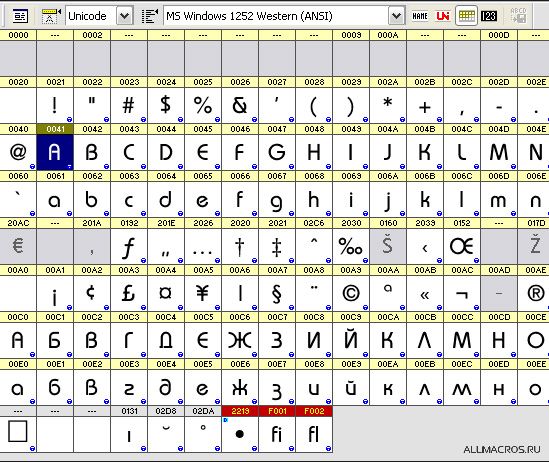 Unicode MS Windows 1252 Western (ANSI) NAME UNI 123 ABCD
0000 --- 0002 --- --- --- --- --- --- 0009 000A --- --- 000D ---
0020 0021 0022 0023 0024 0025 0026 0027 0028 0029 002A 002B 002C 002D 002E
! " # $ % & ' ( ) * + , - .
0040 0041 0042 0043 0044 0045 0046 0047 0048 0049 004A 004B 004C 004D 004E
@ A B C D E F G H I J K L M N
0060 0061 0062 0063 0064 0065 0066 0067 0068 0069 006A 006B 006C 006D 006E
` a b c d e f g h i j k l m n
20AC --- 201A 0192 201E 2026 2020 2021 02C6 2030 0160 2039 0152 --- 017D
€ ‚ ƒ „ … † ‡ ˆ ‰ Š ‹ Œ Ž
00A0 00A1 00A2 00A3 00A4 00A5 00A6 00A7 00A8 00A9 00AA 00AB 00AC 00AD 00AE
¡ ¢ £ ¤ ¥ | § ¨ © ª « ¬ - ®
00C0 00C1 00C2 00C3 00C4 00C5 00C6 00C7 00C8 00C9 00CA 00CB 00CC 00CD 00CE
А Б В Г Д Е Ж З И Й К Л М Н О
00E0 00E1 00E2 00E3 00E4 00E5 00E6 00E7 00E8 00E9 00EA 00EB 00EC 00ED 00EE
а б в г д е ж з и й к л м н о
--- --- --- 0131 02D8 02DA 2219 F001 F002
□ ı ˘ ˚ • fi fl
ALLMACROS.RU